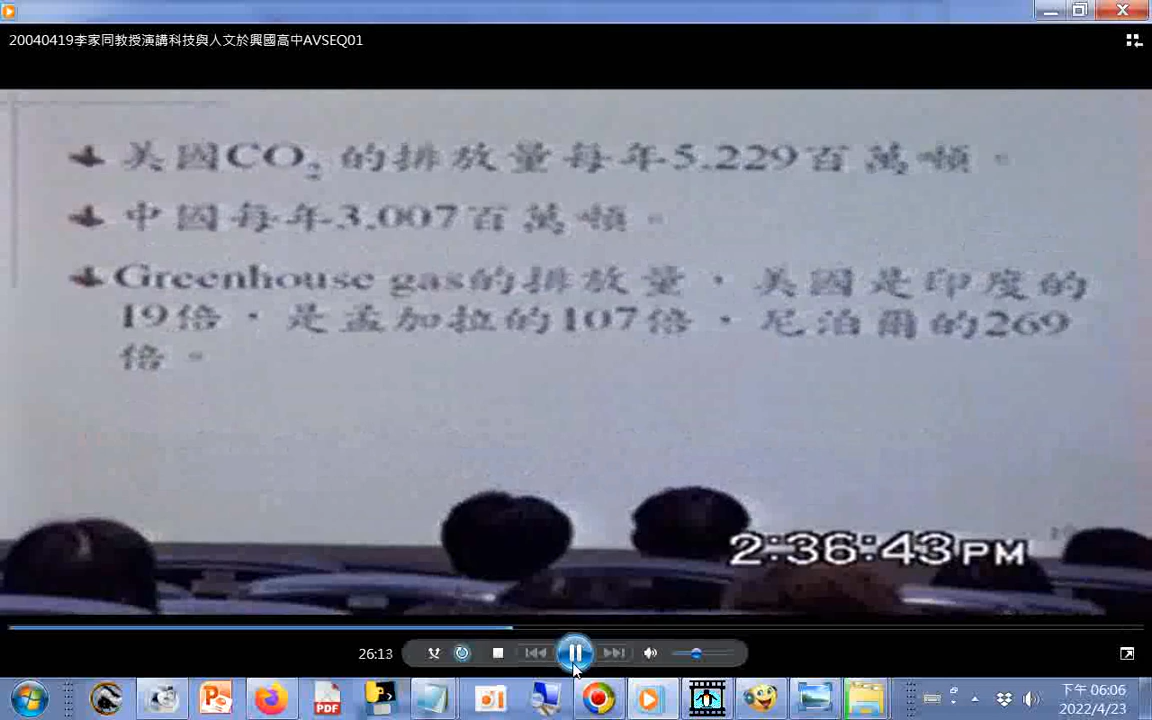 20040419李家同教授演講科技與人文於興國高中AVSEQ01
美國CO₂的排放量每年5.229百萬噸。
中國每年3.007百萬噸。
Greenhouse gas的排放量,美國是印度的
19倍,是孟加拉的107倍,尼泊爾的269
倍。
2:36:43PM
26:13
PDF
下午 06:06
2022/4/23